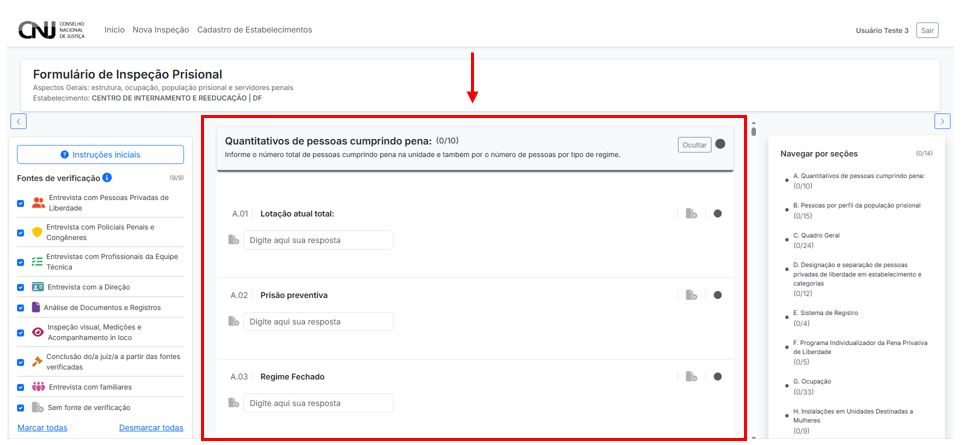 CNJ CONSELHO
NACIONAL
DE JUSTIÇA
Início Nova Inspeção Cadastro de Estabelecimentos
Usuário Teste 3 Sair
Formulário de Inspeção Prisional
Aspectos Gerais: estrutura, ocupação, população prisional e servidores penais
Estabelecimento: CENTRO DE INTERNAMENTO E REEDUCAÇÃO | DF
Instruções iniciais
Fontes de verificação (9/9)
Entrevista com Pessoas Privadas de
Liberdade
Entrevista com Policiais Penais e
Congêneres
Entrevistas com Profissionais da Equipe
Técnica
Entrevista com a Direção
Análise de Documentos e Registros
Inspeção visual, Medições e
Acompanhamento in loco
Conclusão do/a juiz/a a partir das fontes
verificadas
Entrevista com familiares
Sem fonte de verificação
Marcar todas Desmarcar todas
Quantitativos de pessoas cumprindo pena: (0/10)
Informe o número total de pessoas cumprindo pena na unidade e também por o número de pessoas por tipo de regime.
Ocultar
A.01 Lotação atual total:
Digite aqui sua resposta
A.02 Prisão preventiva
Digite aqui sua resposta
A.03 Regime Fechado
Digite aqui sua resposta
Navegar por seções (0/14)
A. Quantitativos de pessoas cumprindo pena:
(0/10)
B. Pessoas por perfil da população prisional
(0/15)
C. Quadro Geral
(0/24)
D. Designação e separação de pessoas
privadas de liberdade em estabelecimento e
categorias
(0/12)
E. Sistema de Registro
(0/4)
F. Programa Individualizador da Pena Privativa
de Liberdade
(0/5)
G. Ocupação
(0/33)
H. Instalações em Unidades Destinadas a
Mulheres
(0/9)